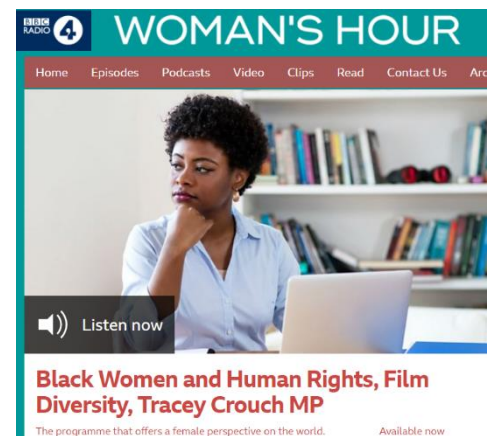 BBC
RADIO 4
WOMAN'S HOUR
Home Episodes Podcasts Video Clips Read Contact Us Arc
Listen now
Black Women and Human Rights, Film
Diversity, Tracey Crouch MP
The programme that offers a female perspective on the world.
Available now